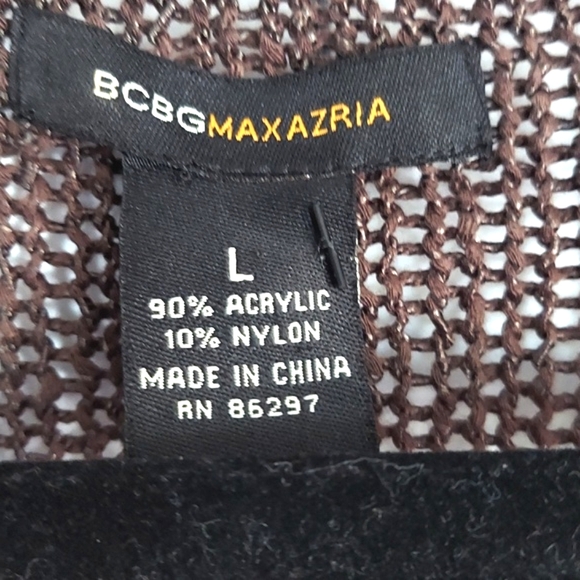 BCBGMAXAZRIA
L
90% ACRYLIC
10% NYLON
MADE IN CHINA
RN 86297